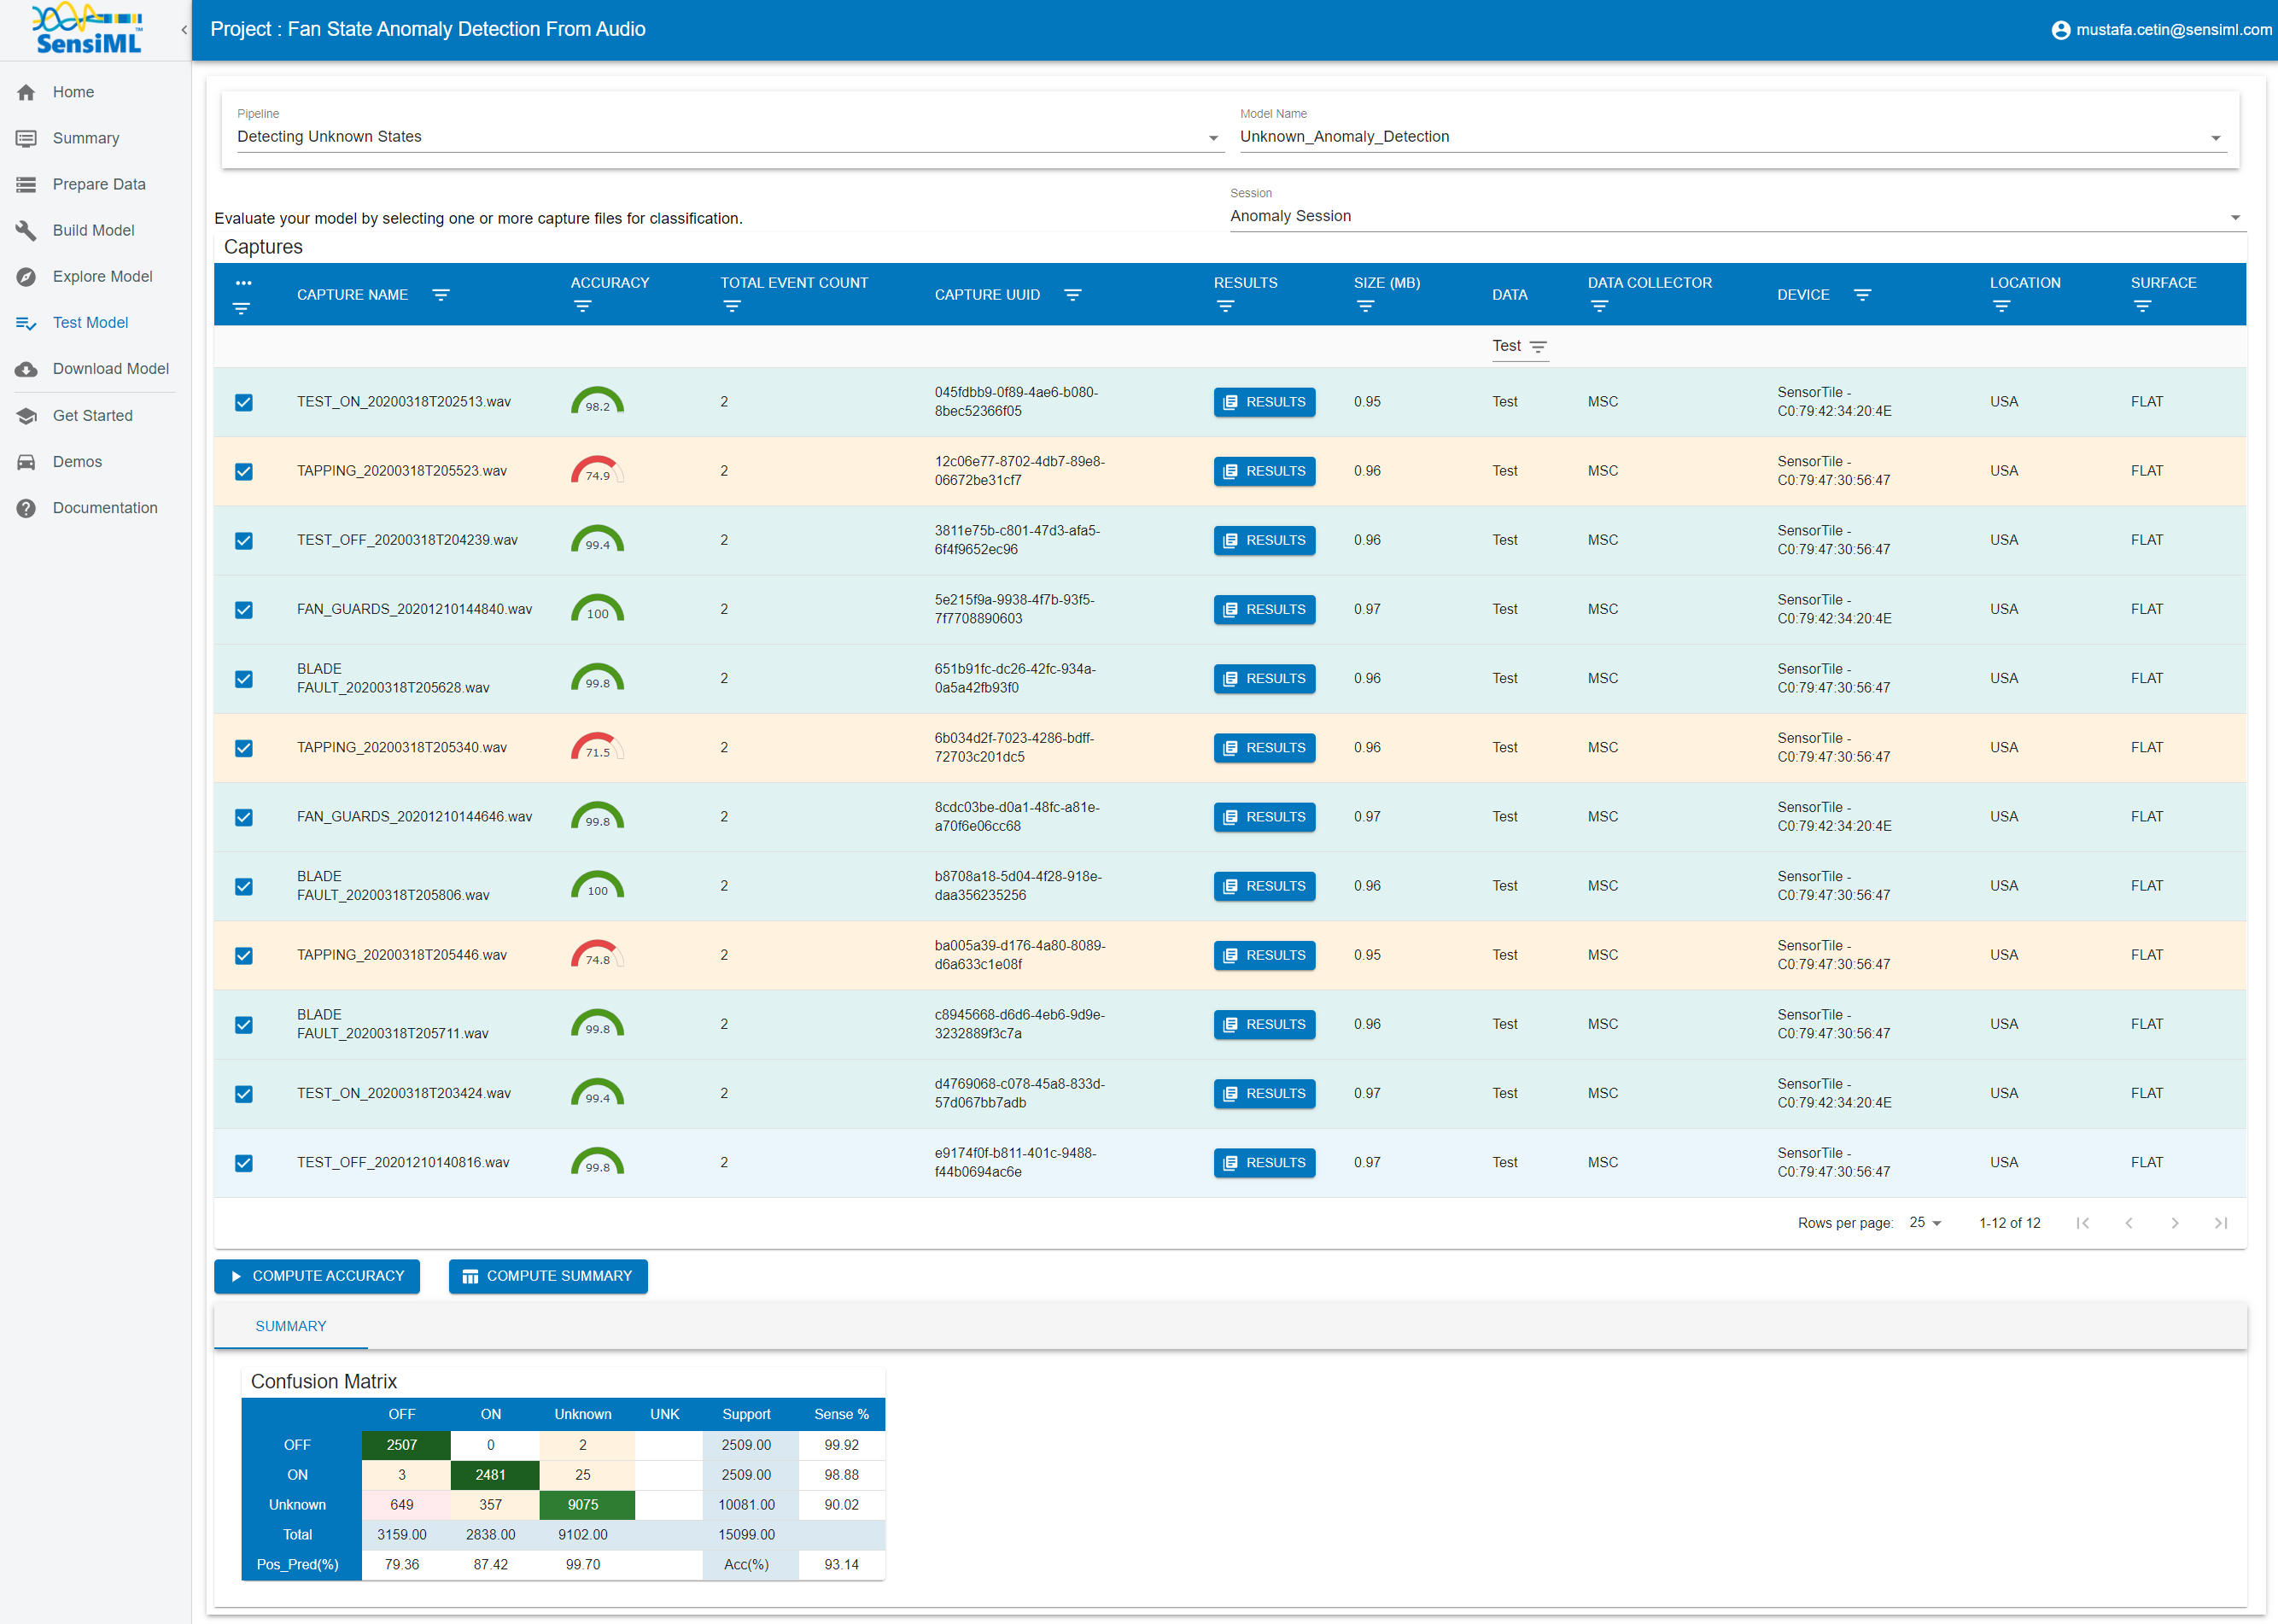 SensiML™
Project : Fan State Anomaly Detection From Audio
mustafa.cetin@sensiml.com
Home
Summary
Prepare Data
Build Model
Explore Model
Test Model
Download Model
Get Started
Demos
Documentation
Pipeline
Detecting Unknown States
Model Name
Unknown_Anomaly_Detection
Evaluate your model by selecting one or more capture files for classification.
Session
Anomaly Session
Captures
CAPTURE NAME ACCURACY TOTAL EVENT COUNT CAPTURE UUID RESULTS SIZE (MB) DATA DATA COLLECTOR DEVICE LOCATION SURFACE
Test
TEST_ON_20200318T202513.wav 98.2 2 045fdbb9-0f89-4ae6-b080- RESULTS 0.95 Test MSC SensorTile - USA FLAT
8bec52366f05 C0:79:42:34:20:4E
TAPPING_20200318T205523.wav 74.9 2 12c06e77-8702-4db7-89e8- RESULTS 0.96 Test MSC SensorTile - USA FLAT
06672be31cf7 C0:79:47:30:56:47
TEST_OFF_20200318T204239.wav 99.4 2 3811e75b-c801-47d3-afa5- RESULTS 0.96 Test MSC SensorTile - USA FLAT
6f4f9652ec96 C0:79:47:30:56:47
FAN_GUARDS_20201210144840.wav 100 2 5e215f9a-9938-4f7b-93f5- RESULTS 0.97 Test MSC SensorTile - USA FLAT
7f7708890603 C0:79:42:34:20:4E
BLADE 99.8 2 651b91fc-dc26-42fc-934a- RESULTS 0.96 Test MSC SensorTile - USA FLAT
FAULT_20200318T205628.wav 0a5a42fb93f0 C0:79:47:30:56:47
TAPPING_20200318T205340.wav 71.5 2 6b034d2f-7023-4286-bdff- RESULTS 0.96 Test MSC SensorTile - USA FLAT
72703c201dc5 C0:79:47:30:56:47
FAN_GUARDS_20201210144646.wav 99.8 2 8cdc03be-d0a1-48fc-a81e- RESULTS 0.97 Test MSC SensorTile - USA FLAT
a70f6e06cc68 C0:79:42:34:20:4E
BLADE 100 2 b8708a18-5d04-4f28-918e- RESULTS 0.96 Test MSC SensorTile - USA FLAT
FAULT_20200318T205806.wav daa356235256 C0:79:47:30:56:47
TAPPING_20200318T205446.wav 74.8 2 ba005a39-d176-4a80-8089- RESULTS 0.95 Test MSC SensorTile - USA FLAT
d6a633c1e08f C0:79:47:30:56:47
BLADE 99.8 2 c8945668-d6d6-4eb6-9d9e- RESULTS 0.96 Test MSC SensorTile - USA FLAT
FAULT_20200318T205711.wav 3232889f3c7a C0:79:47:30:56:47
TEST_ON_20200318T203424.wav 99.4 2 d4769068-c078-45a8-833d- RESULTS 0.97 Test MSC SensorTile - USA FLAT
57d067bb7adb C0:79:42:34:20:4E
TEST_OFF_20201210140816.wav 99.8 2 e9174f0f-b811-401c-9488- RESULTS 0.97 Test MSC SensorTile - USA FLAT
f44b0694ac6e C0:79:47:30:56:47
Rows per page: 25 1-12 of 12
COMPUTE ACCURACY COMPUTE SUMMARY
SUMMARY
Confusion Matrix
OFF ON Unknown UNK Support Sense %
OFF 2507 0 2 2509.00 99.92
ON 3 2481 25 2509.00 98.88
Unknown 649 357 9075 10081.00 90.02
Total 3159.00 2838.00 9102.00 15099.00
Pos_Pred(%) 79.36 87.42 99.70 Acc(%) 93.14